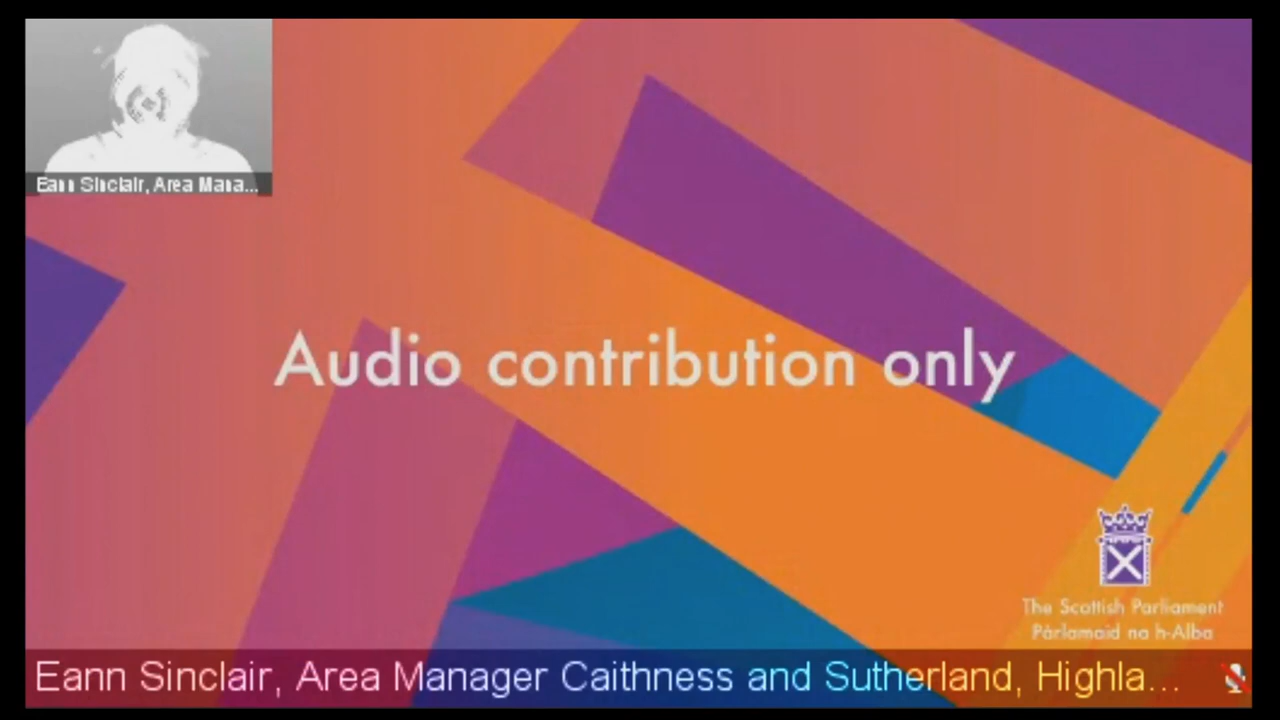 Eann Sinclair, Area Mana...
Audio contribution only
The Scottish Parliament
Pàrlamaid na h-Alba
Eann Sinclair, Area Manager Caithness and Sutherland, Highla...